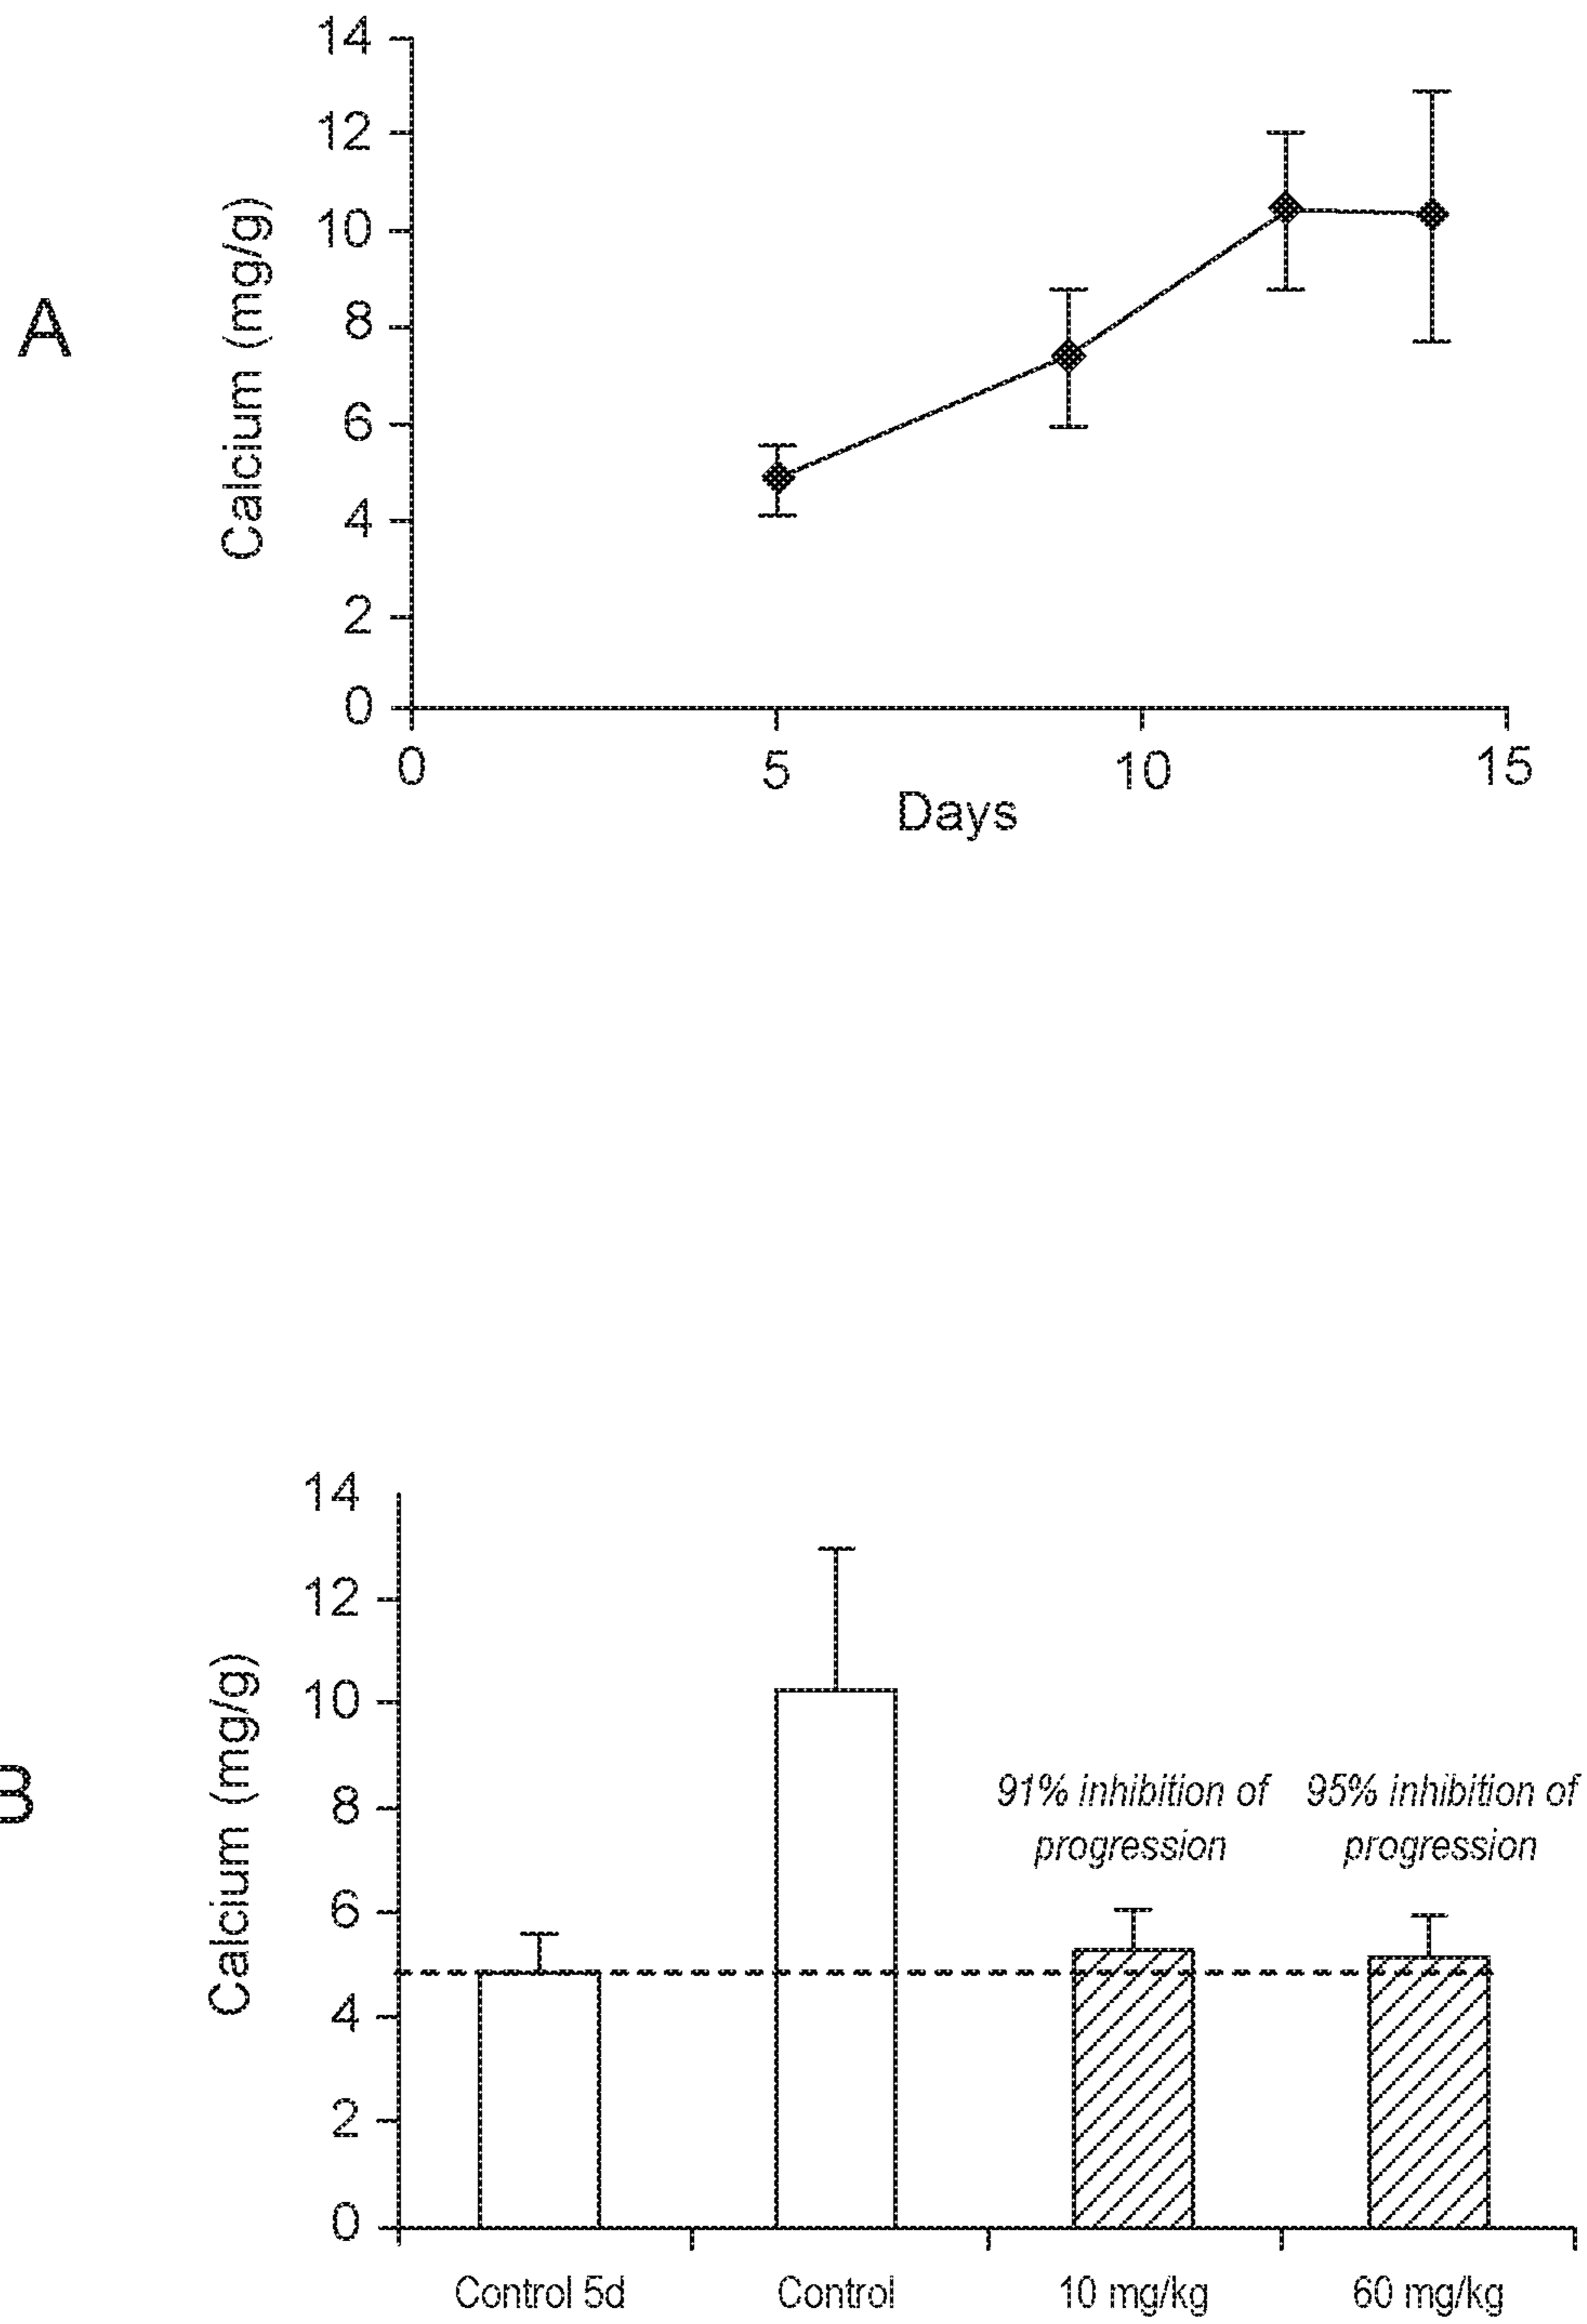 A
Calcium (mg/g)
14
12
10
8
6
4
2
0
0 5 10 15
Days
B
Calcium (mg/g)
14
12
10
8
6
4
2
0
91% inhibition of
progression
95% inhibition of
progression
Control 5d Control 10 mg/kg 60 mg/kg